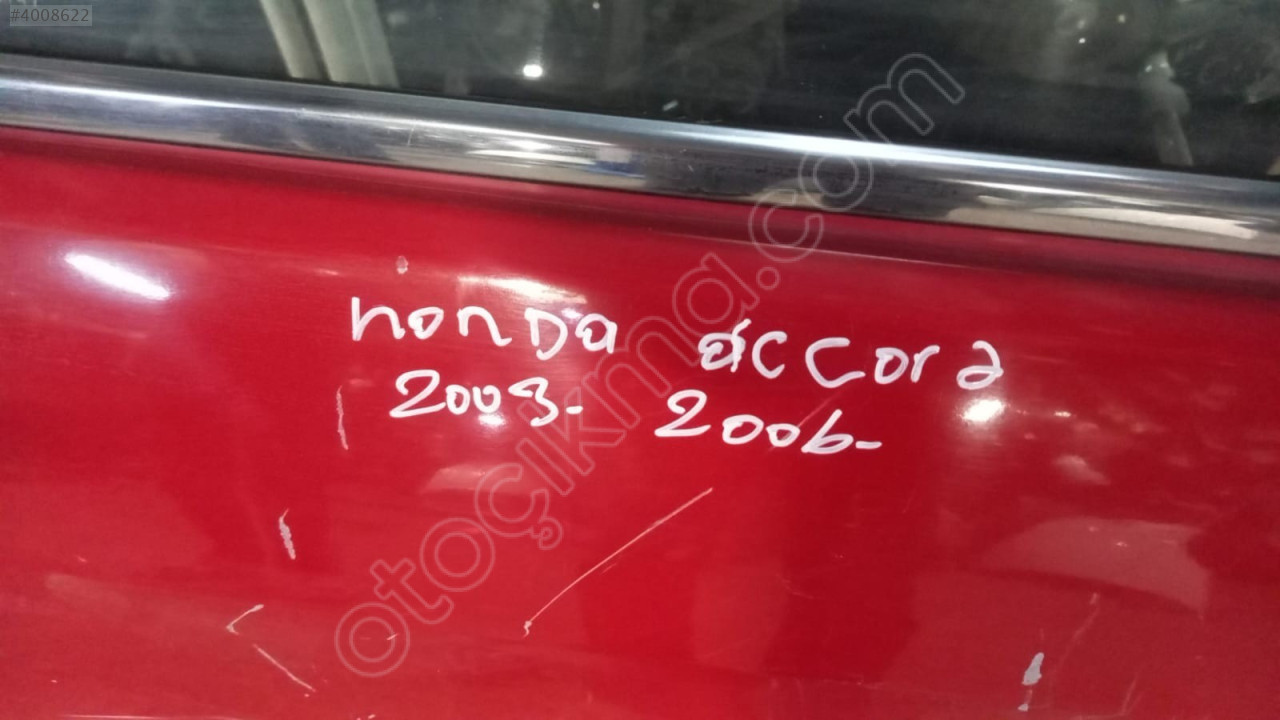 #4008622
honDa accord
2003- 2006-
otoçıkma.com